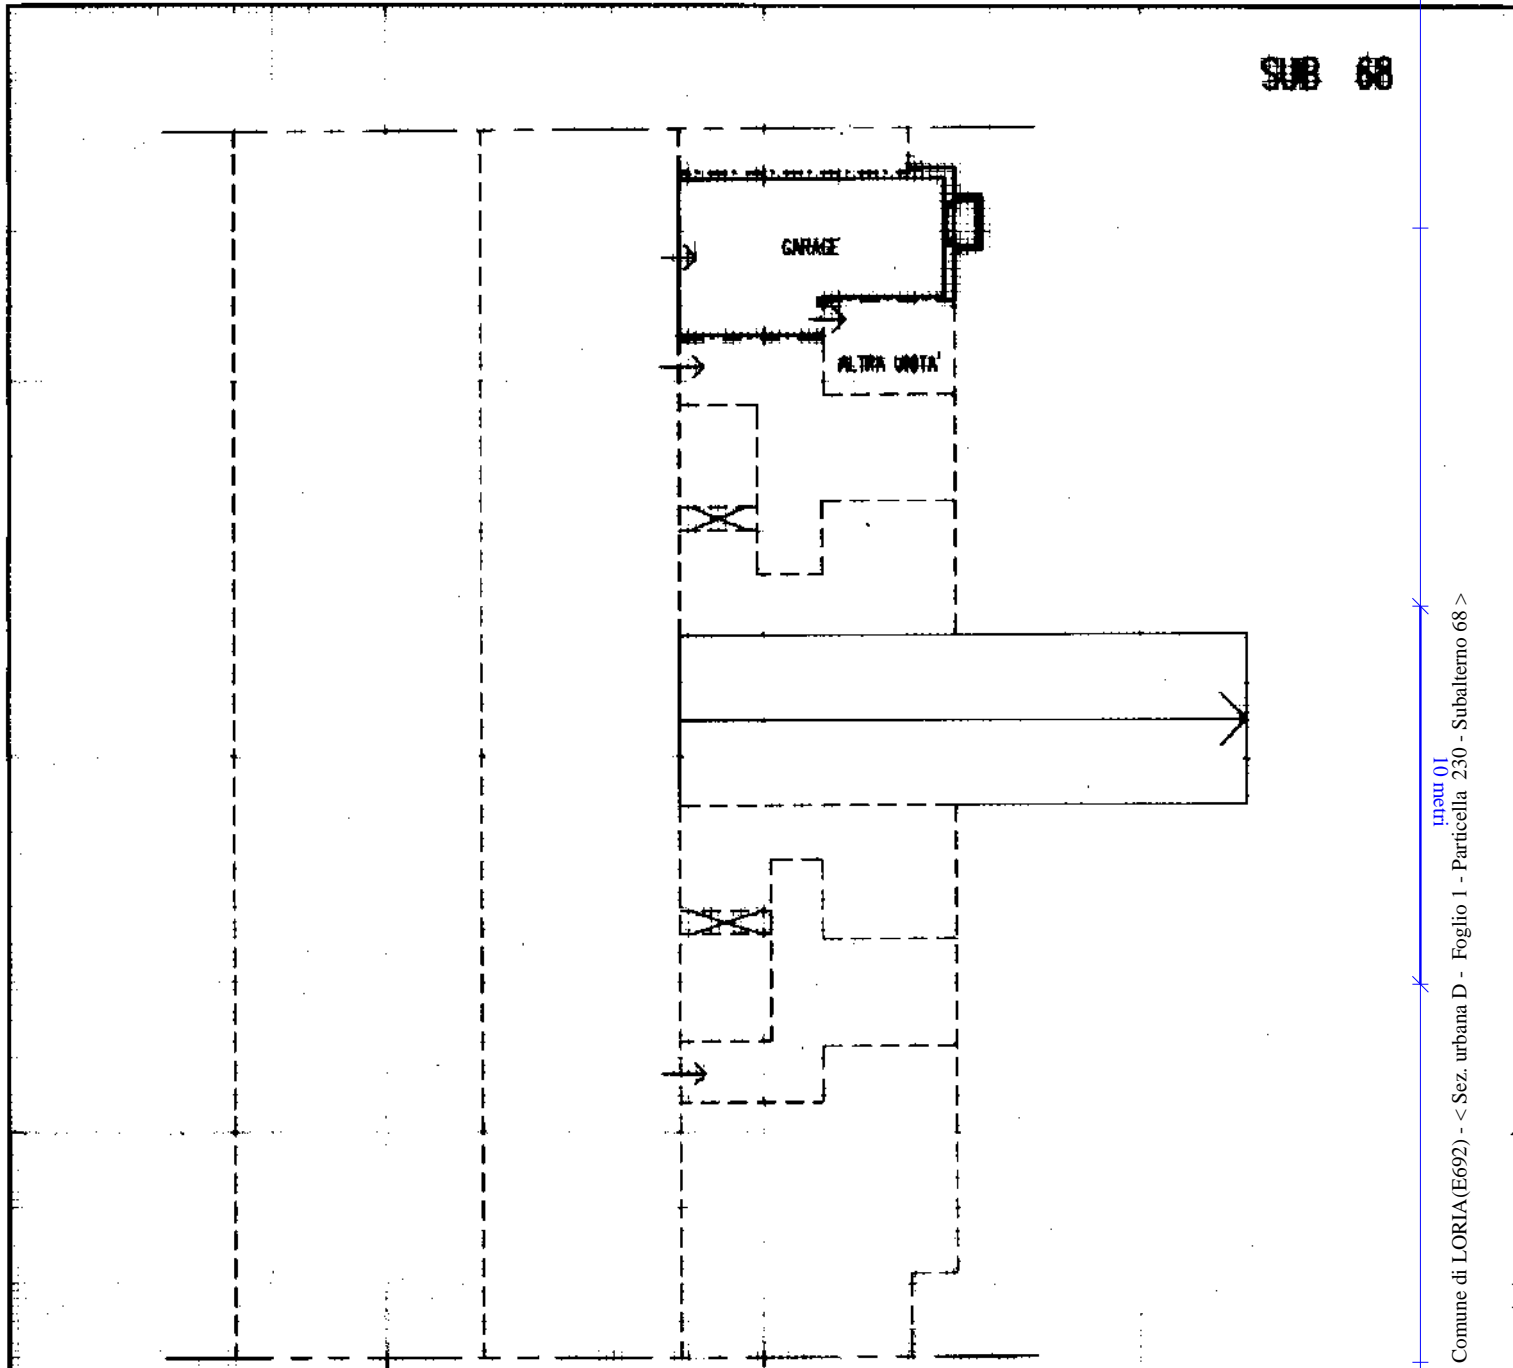 SUB 68
GARAGE
ALTRA UNITA'
10 metri
Comune di LORIA(E692) - < Sez. urbana D - Foglio 1 - Particella 230 - Subalterno 68 >